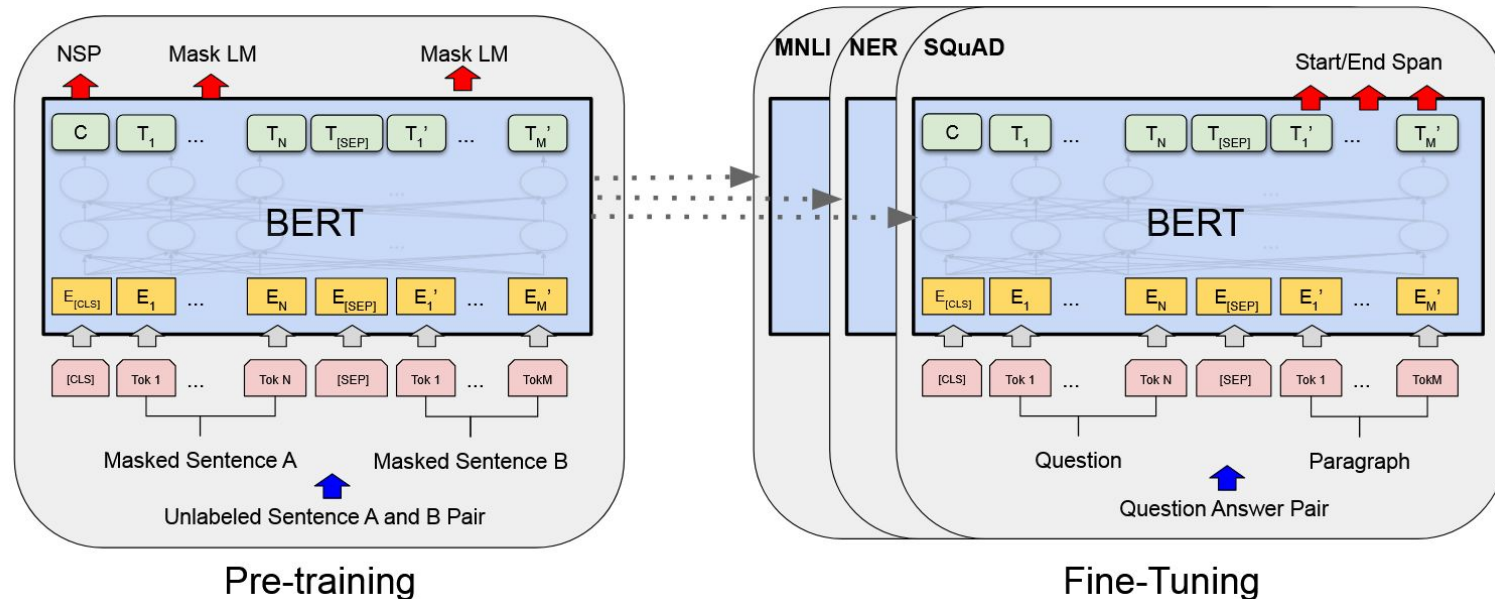 NSP Mask LM Mask LM
C T1 ... TN T[SEP] T1’ ... TM’
...
BERT
...
E[CLS] E1 ... EN E[SEP] E1’ ... EM’
[CLS] Tok 1 ... Tok N [SEP] Tok 1 ... TokM
Masked Sentence A Masked Sentence B
Unlabeled Sentence A and B Pair
Pre-training
MNLI NER SQuAD
Start/End Span
C T1 ... TN T[SEP] T1’ ... TM’
...
BERT
...
E[CLS] E1 ... EN E[SEP] E1’ ... EM’
[CLS] Tok 1 ... Tok N [SEP] Tok 1 ... TokM
Question Paragraph
Question Answer Pair
Fine-Tuning